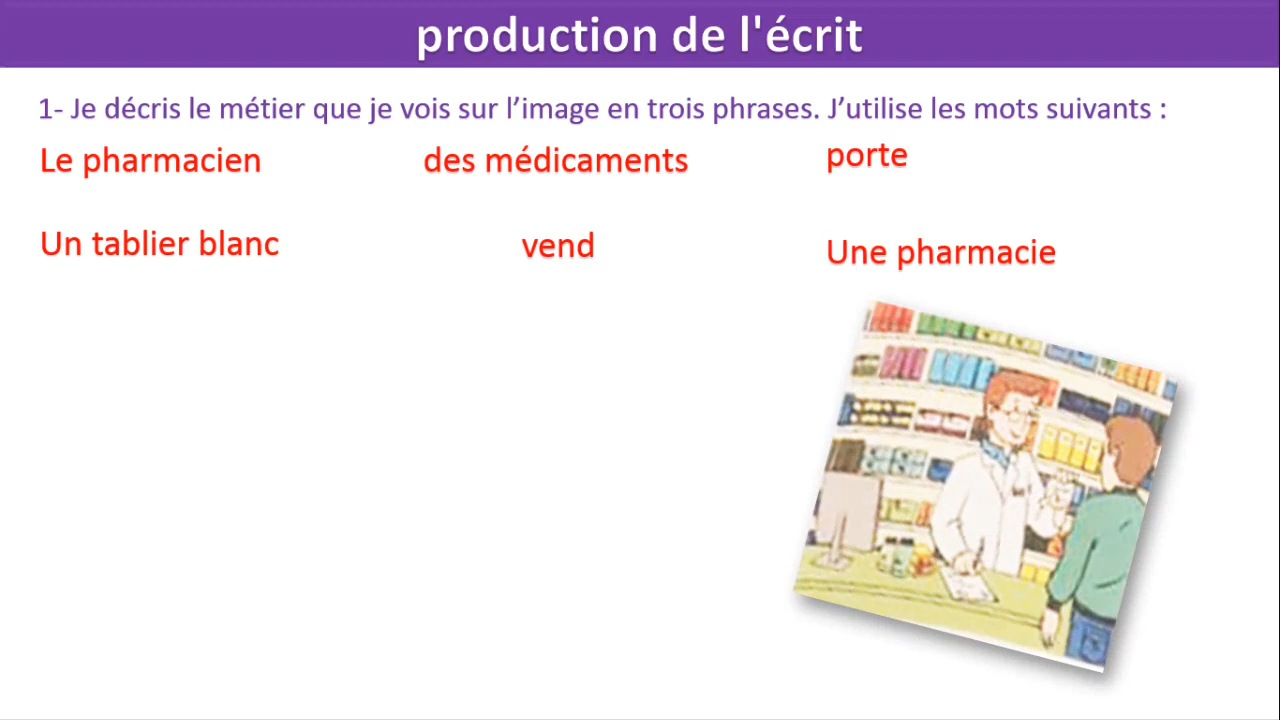 production de l'écrit
1- Je décris le métier que je vois sur l’image en trois phrases. J’utilise les mots suivants :
Le pharmacien des médicaments porte
Un tablier blanc vend Une pharmacie